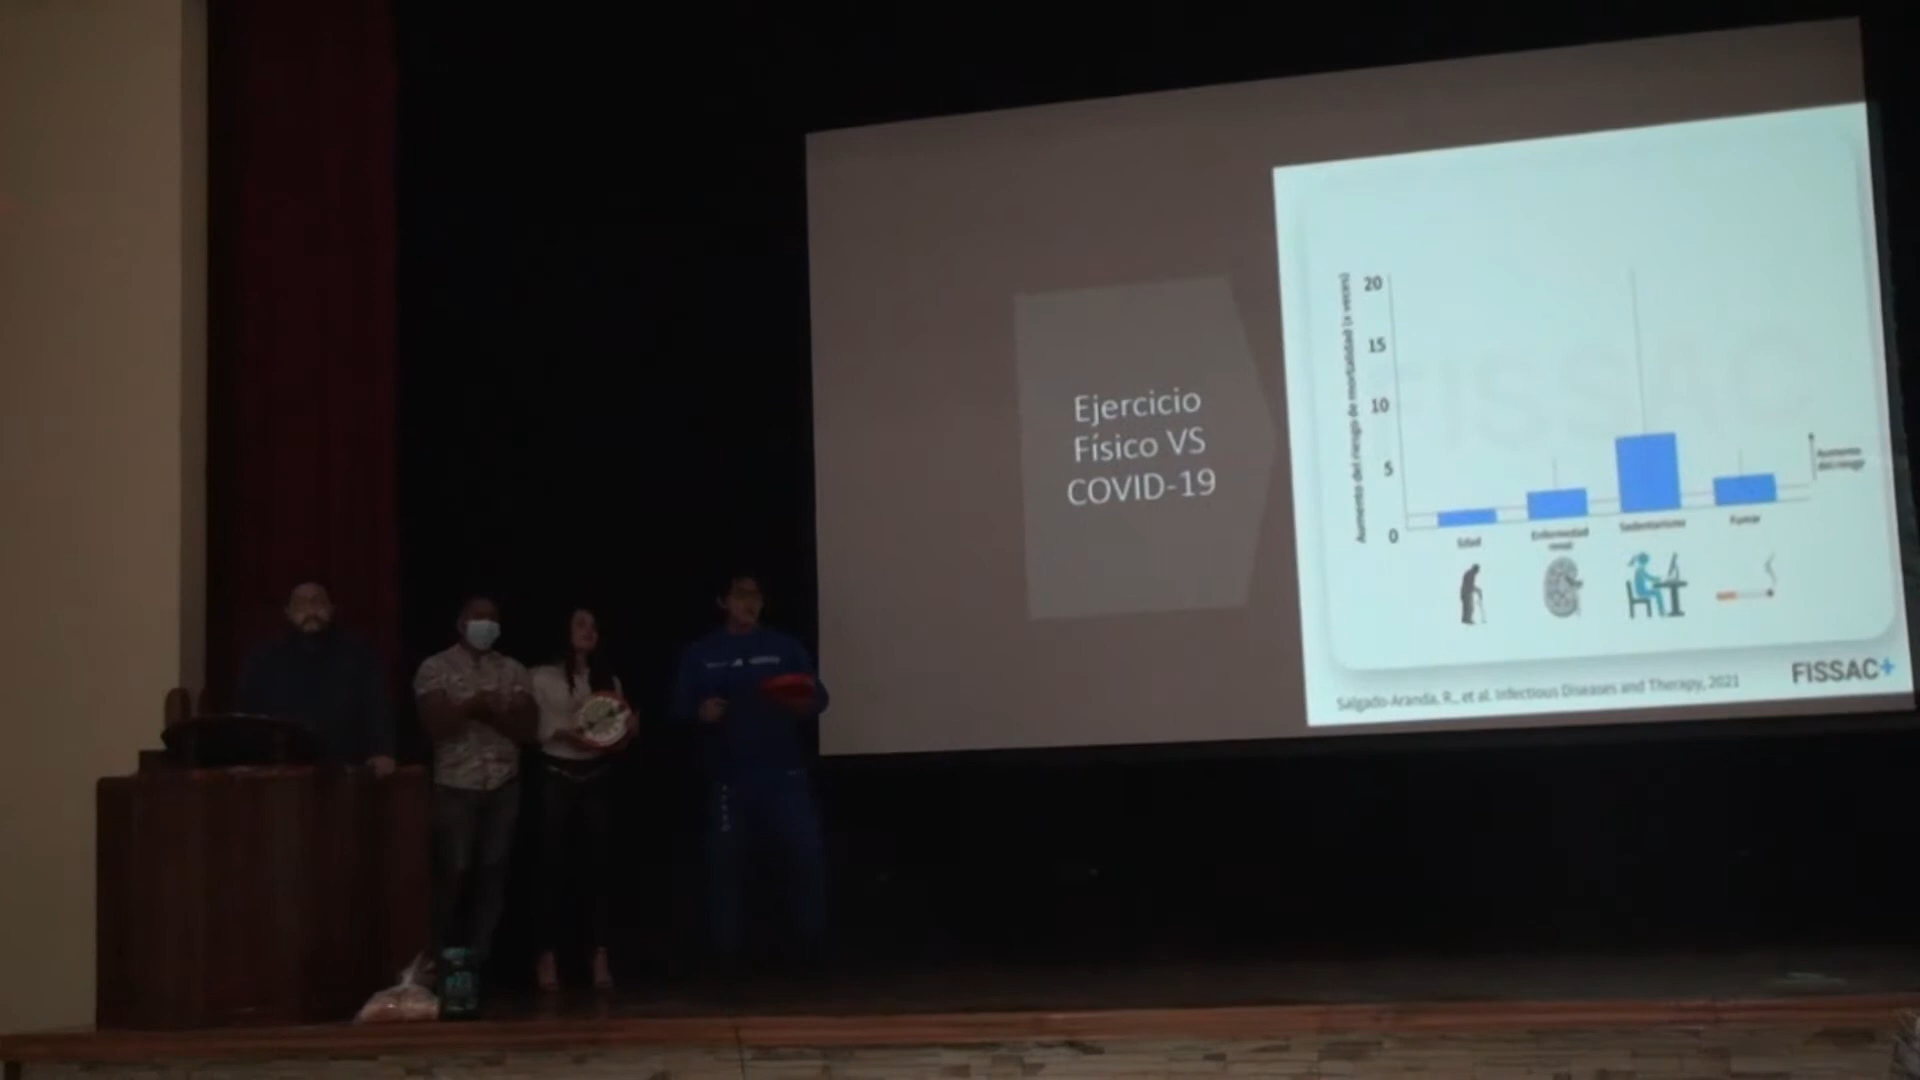 Ejercicio
Físico VS
COVID-19
Aumento del riesgo de mortalidad (x veces)
20
15
10
5
0
Edad
Enfermedad
renal
Sedentarismo
Fumar
Aumento
del riesgo
Salgado-Aranda, R., et al. Infectious Diseases and Therapy, 2021
FISSAC+